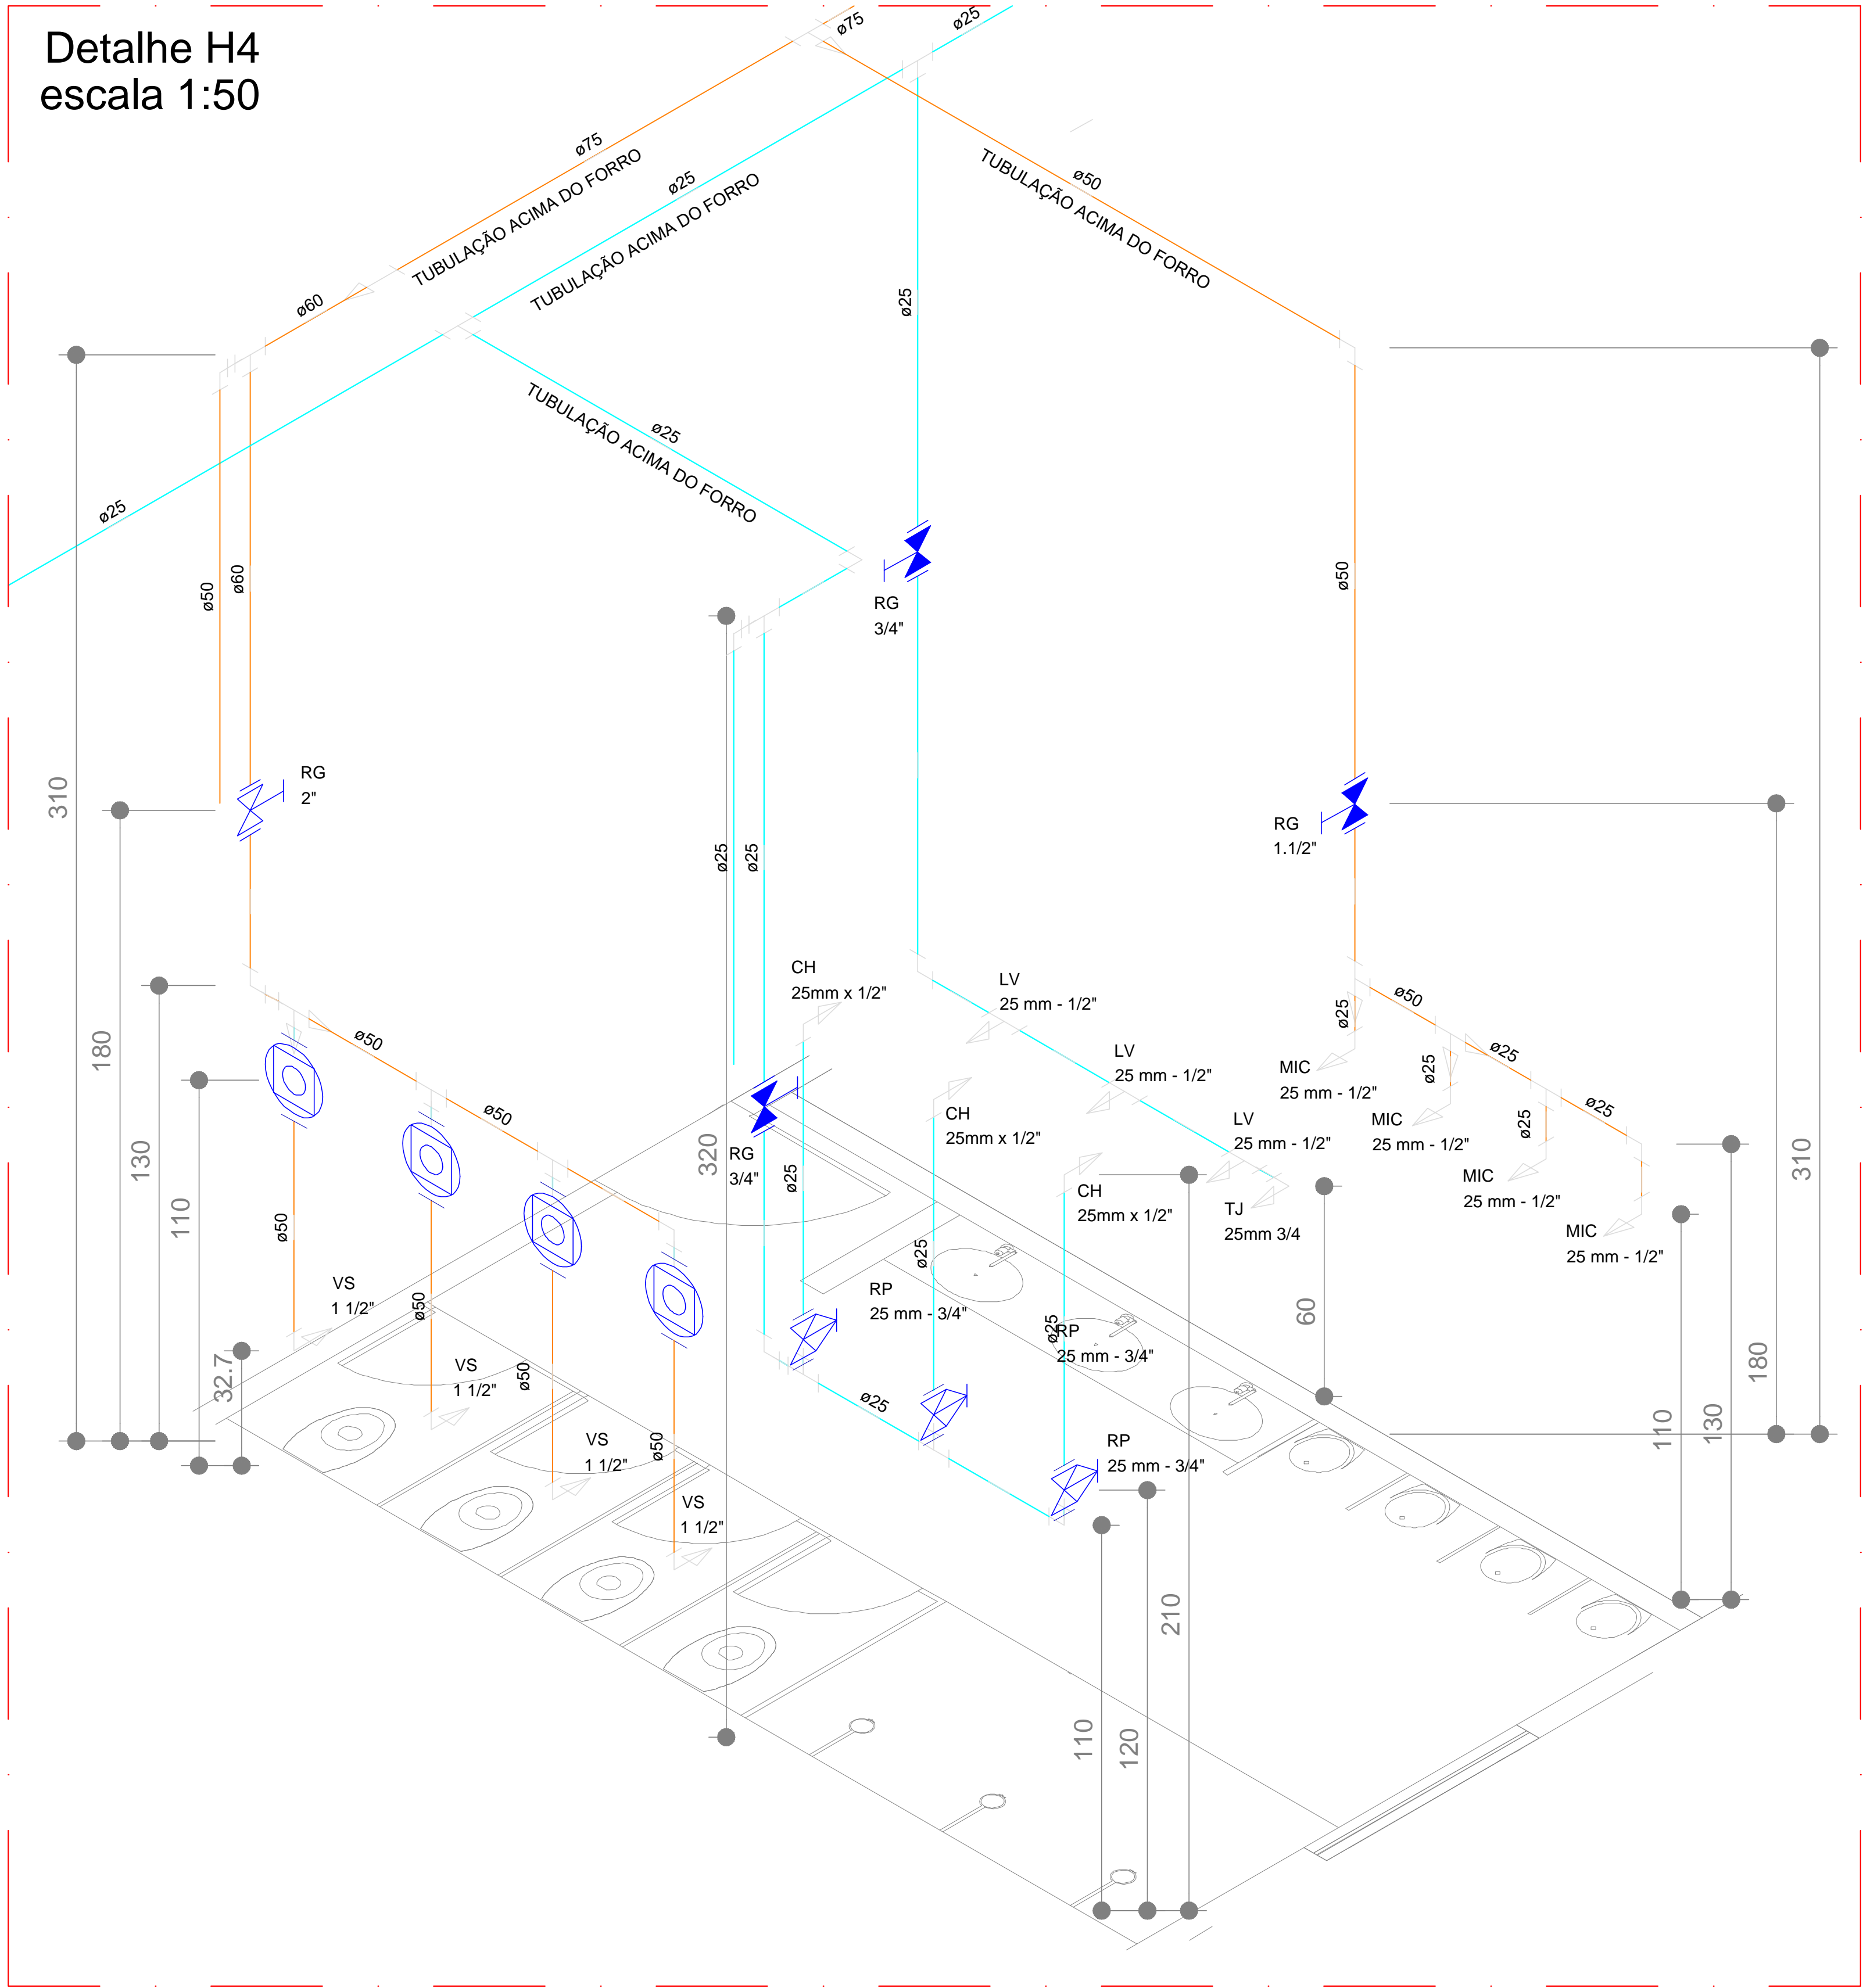 Detalhe H4
escala 1:50
ø75
ø25
ø75
TUBULAÇÃO ACIMA DO FORRO
ø25
TUBULAÇÃO ACIMA DO FORRO
ø50
TUBULAÇÃO ACIMA DO FORRO
ø60
ø25
ø25
TUBULAÇÃO ACIMA DO FORRO
ø25
ø50
ø60
ø50
RG
3/4"
RG
2"
310
RG
1.1/2"
ø25
ø25
CH
25mm x 1/2"
LV
25 mm - 1/2"
ø50
ø25
ø50
180
LV
25 mm - 1/2"
MIC
25 mm - 1/2"
ø25
ø25
ø50
CH
25mm x 1/2"
LV
25 mm - 1/2"
MIC
25 mm - 1/2"
ø25
ø25
130
320
RG
3/4"
ø25
310
CH
25mm x 1/2"
MIC
25 mm - 1/2"
TJ
25mm 3/4
MIC
25 mm - 1/2"
110
ø50
ø25
VS
1 1/2"
ø50
RP
25 mm - 3/4"
60
ø25
RP
25 mm - 3/4"
180
32.7
VS
1 1/2"
ø50
ø25
110
130
VS
1 1/2"
ø50
RP
25 mm - 3/4"
VS
1 1/2"
210
110
120